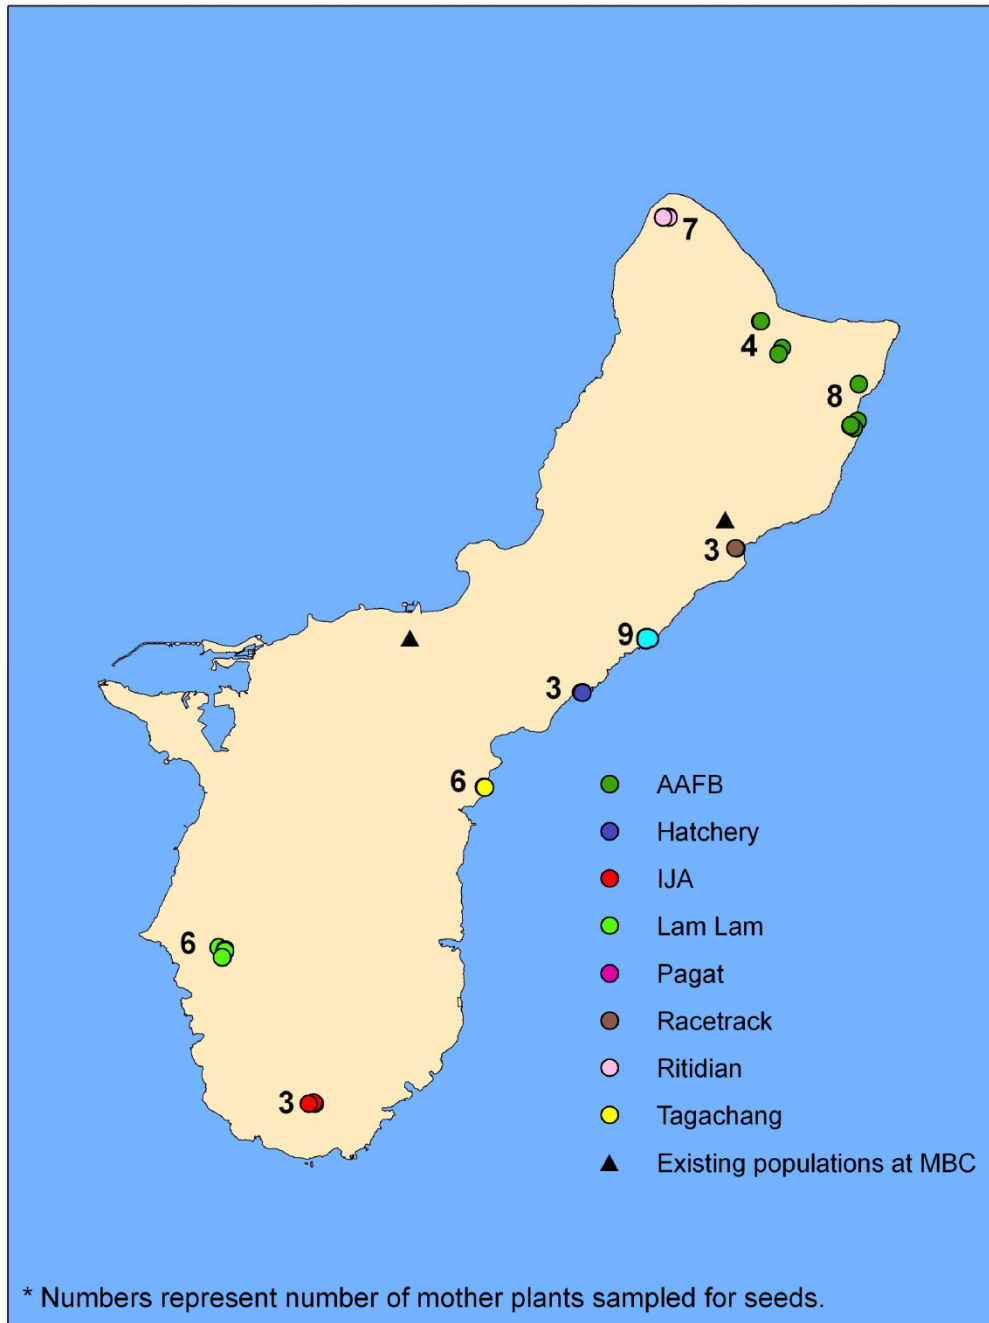 7
4
8
3
9
3
6
6
3
AAFB
Hatchery
IJA
Lam Lam
Pagat
Racetrack
Ritidian
Tagachang
Existing populations at MBC
* Numbers represent number of mother plants sampled for seeds.